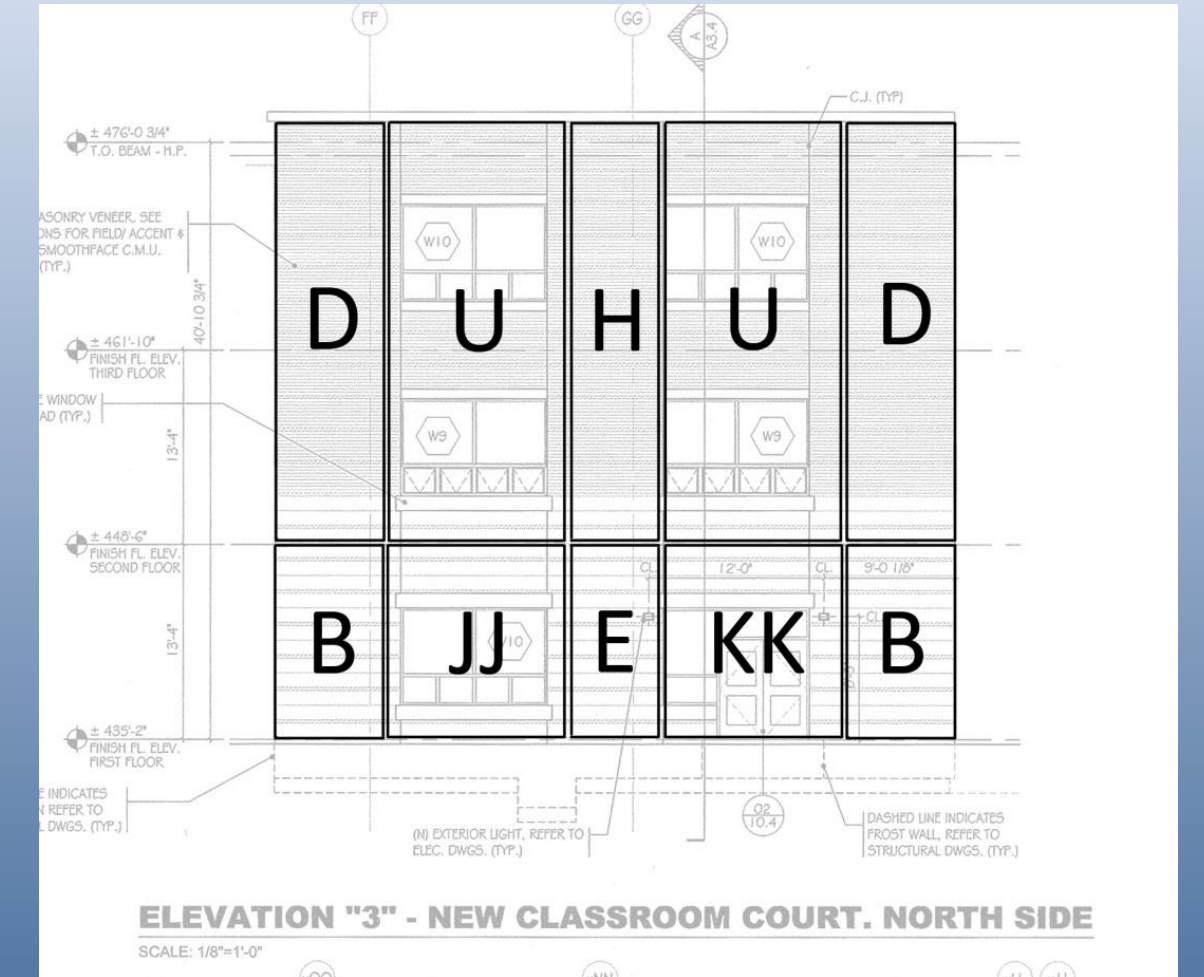 FF
GG
A
A3.4
C.J. (TYP)
± 476'-0 3/4"
T.O. BEAM - H.P.
ASONRY VENEER. SEE
ONS FOR FIELD/ ACCENT &
SMOOTHFACE C.M.U.
(TYP.)
W10
W10
40'-10 3/4"
D
U
H
U
D
± 461'-10"
FINISH FL. ELEV.
THIRD FLOOR
E WINDOW
AD (TYP.)
13'-4"
W9
W9
± 448'-6"
FINISH FL. ELEV.
SECOND FLOOR
CL.
12'-0"
CL.
9'-0 1/8"
B
JJ
W10
E
KK
CL.
B
13'-4"
± 435'-2"
FINISH FL. ELEV.
FIRST FLOOR
E INDICATES
N REFER TO
L DWGS. (TYP.)
(N) EXTERIOR LIGHT, REFER TO
ELEC. DWGS. (TYP.)
02
10.4
DASHED LINE INDICATES
FROST WALL, REFER TO
STRUCTURAL DWGS. (TYP.)
ELEVATION "3" - NEW CLASSROOM COURT. NORTH SIDE
SCALE: 1/8"=1'-0"